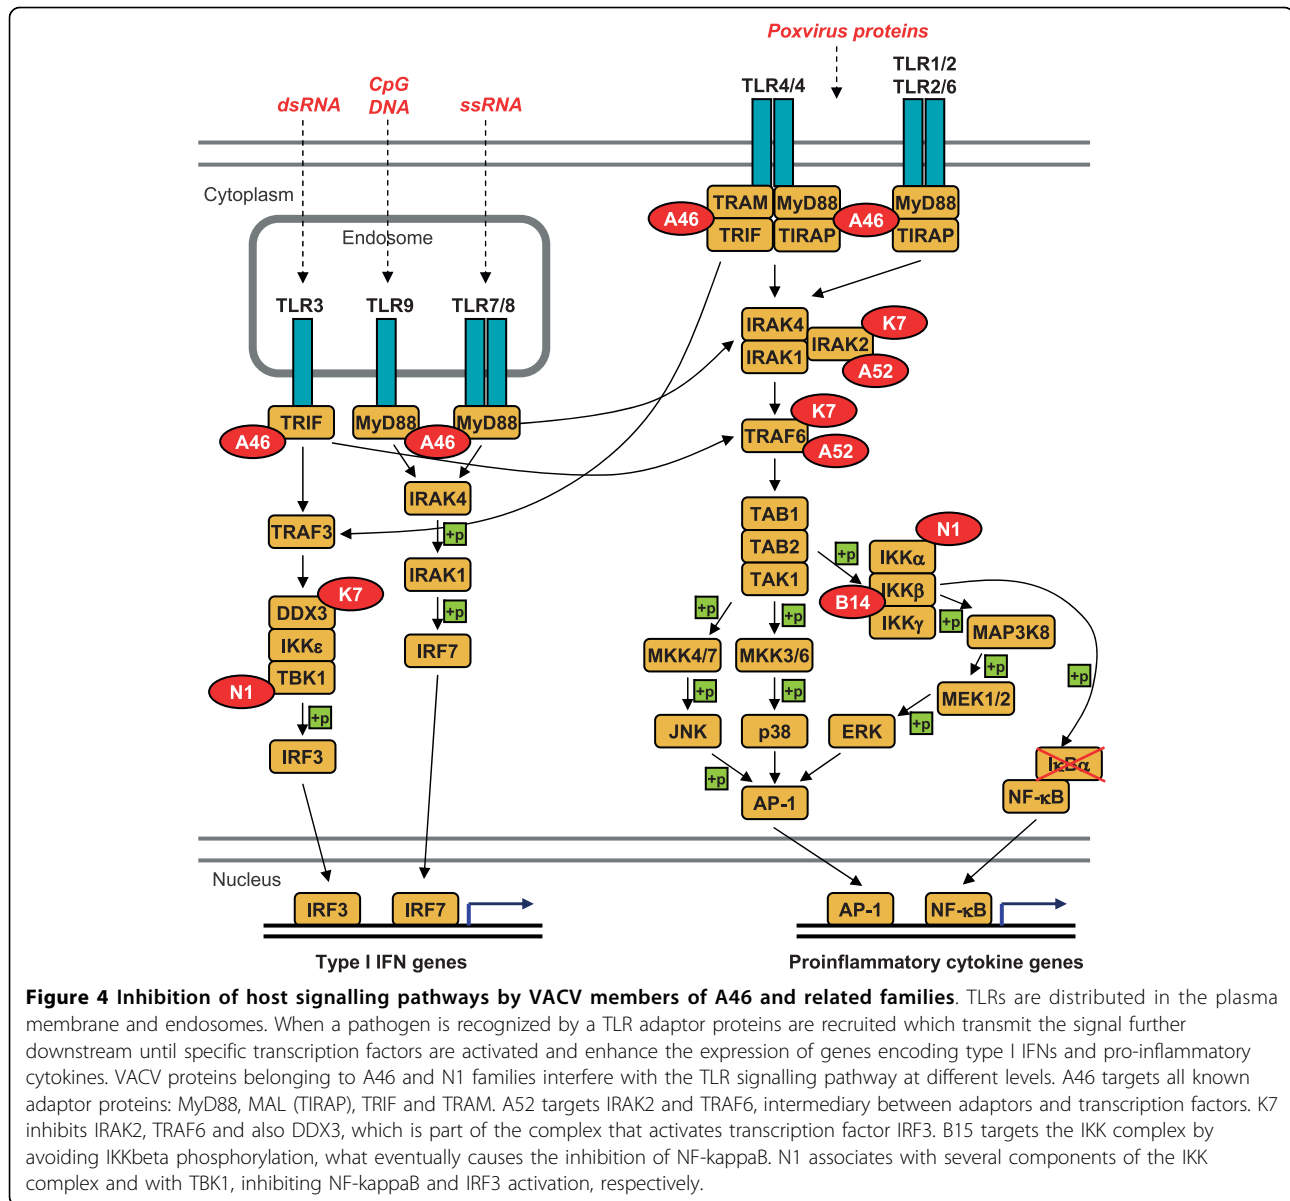 Poxvirus proteins
TLR1/2
TLR2/6
TLR4/4
CpG
DNA
dsRNA
ssRNA
Cytoplasm
TRAM
MyD88
MyD88
A46
A46
TRIF
TIRAP
TIRAP
Endosome
TLR3
TLR9
TLR7/8
IRAK4
K7
IRAK2
IRAK1
A52
TRIF
MyD88
MyD88
A46
A46
K7
TRAF6
A52
IRAK4
TRAF3
+p
TAB1
TAB2
TAK1
N1
IKKα
+p
IKKβ
B14
IKKγ
IRAK1
K7
DDX3
+p
IKKε
TBK1
N1
IRF7
+p
+p
+p
MAP3K8
MKK4/7
MKK3/6
+p
+p
+p
+p
MEK1/2
+p
IRF3
JNK
p38
ERK
+p
+p
IκBα
NF-κB
AP-1
Nucleus
IRF3
IRF7
AP-1
NF-κB
Type I IFN genes
Proinflammatory cytokine genes
Figure 4 Inhibition of host signalling pathways by VACV members of A46 and related families. TLRs are distributed in the plasma
membrane and endosomes. When a pathogen is recognized by a TLR adaptor proteins are recruited which transmit the signal further
downstream until specific transcription factors are activated and enhance the expression of genes encoding type I IFNs and pro-inflammatory
cytokines. VACV proteins belonging to A46 and N1 families interfere with the TLR signalling pathway at different levels. A46 targets all known
adaptor proteins: MyD88, MAL (TIRAP), TRIF and TRAM. A52 targets IRAK2 and TRAF6, intermediary between adaptors and transcription factors. K7
inhibits IRAK2, TRAF6 and also DDX3, which is part of the complex that activates transcription factor IRF3. B15 targets the IKK complex by
avoiding IKKbeta phosphorylation, what eventually causes the inhibition of NF-kappaB. N1 associates with several components of the IKK
complex and with TBK1, inhibiting NF-kappaB and IRF3 activation, respectively.